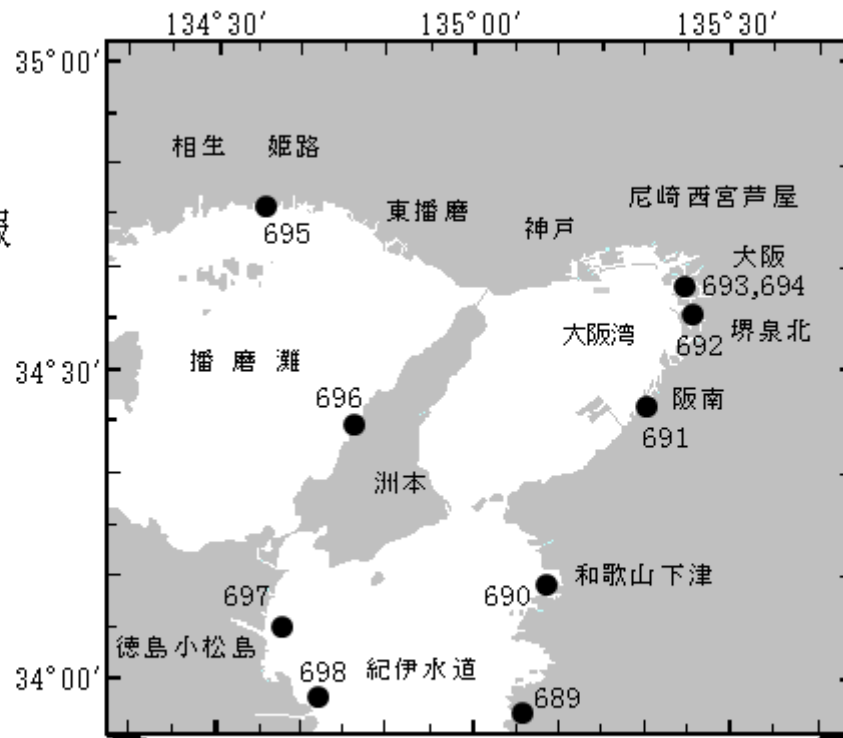 134°30′ 135°00′ 135°30′
35°00′
相生 姫路
尼崎西宮芦屋
東播磨
神戸
695
大阪
693,694
大阪湾
堺泉北
692
播磨灘
34°30′
696
阪南
691
洲本
和歌山下津
690
697
徳島小松島
紀伊水道
698
34°00′
689